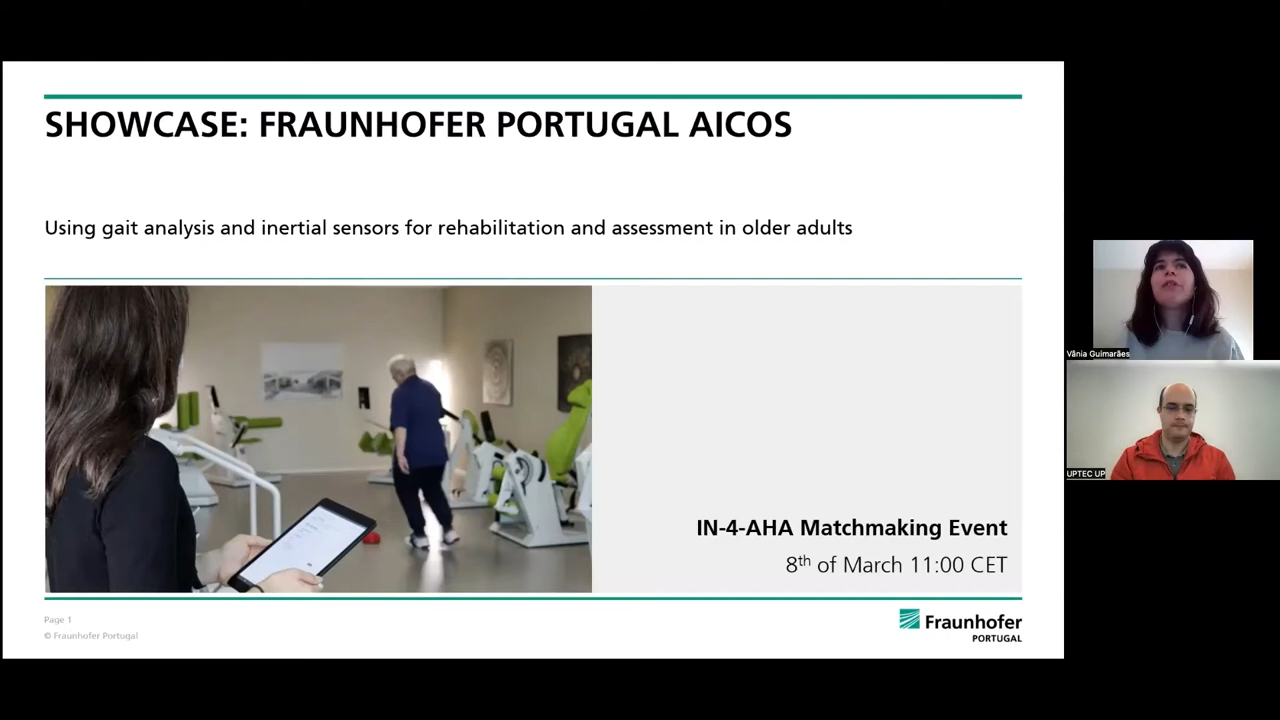 SHOWCASE: FRAUNHOFER PORTUGAL AICOS
Using gait analysis and inertial sensors for rehabilitation and assessment in older adults
IN-4-AHA Matchmaking Event
8th of March 11:00 CET
Page 1
© Fraunhofer Portugal
Fraunhofer
PORTUGAL
Vânia Guimarães
UPTEC UP